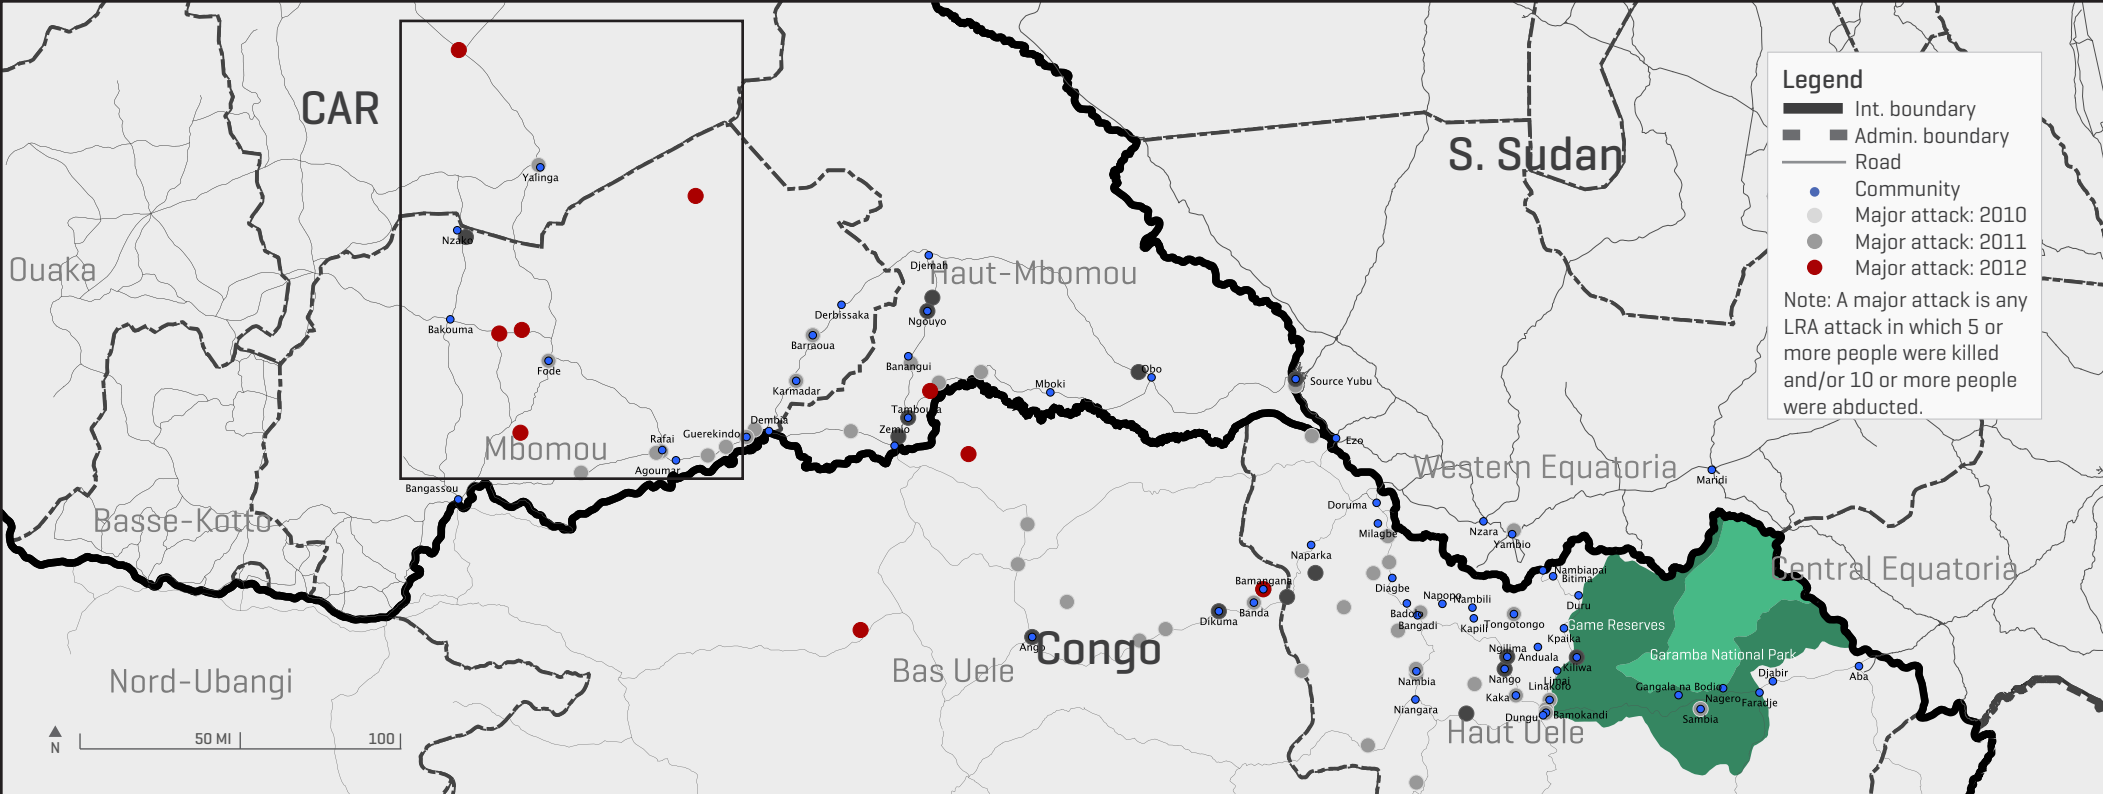 CAR
S. Sudan
Legend
Int. boundary
Admin. boundary
Road
Community
Major attack: 2010
Major attack: 2011
Major attack: 2012
Note: A major attack is any
LRA attack in which 5 or
more people were killed
and/or 10 or more people
were abducted.
Yalinga
Nzako
Ouaka
Djemah
Haut-Mbomou
Derbissaka
Ngouyo
Bakouma
Barraoua
Fode
Banangui
Karmadar
Mboki
Obo
Source Yubu
Tamboura
Dembia
Zemio
Guerekindo
Rafai
Mbomou
Agoumar
Ezo
Western Equatoria
Maridi
Bangassou
Basse-Kotto
Doruma
Milagbe
Nzara
Yambio
Naparka
Central Equatoria
Nambiapai
Bitima
Bamangana
Diagbe
Banda
Dikuma
Napopo
Nambili
Duru
Badolo
Bangadi
Kapili
Tongotongo
Game Reserves
Kpaika
Ango
Congo
Ngilima
Anduala
Garamba National Park
Kiliwa
Bas Uele
Nord-Ubangi
Nambia
Nango
Limai
Linakofo
Djabir
Aba
Gangala na Bodio
Nagero
Faradje
Kaka
Niangara
Dungu
Bamokandi
Sambia
Haut Uele
N
50 MI
100